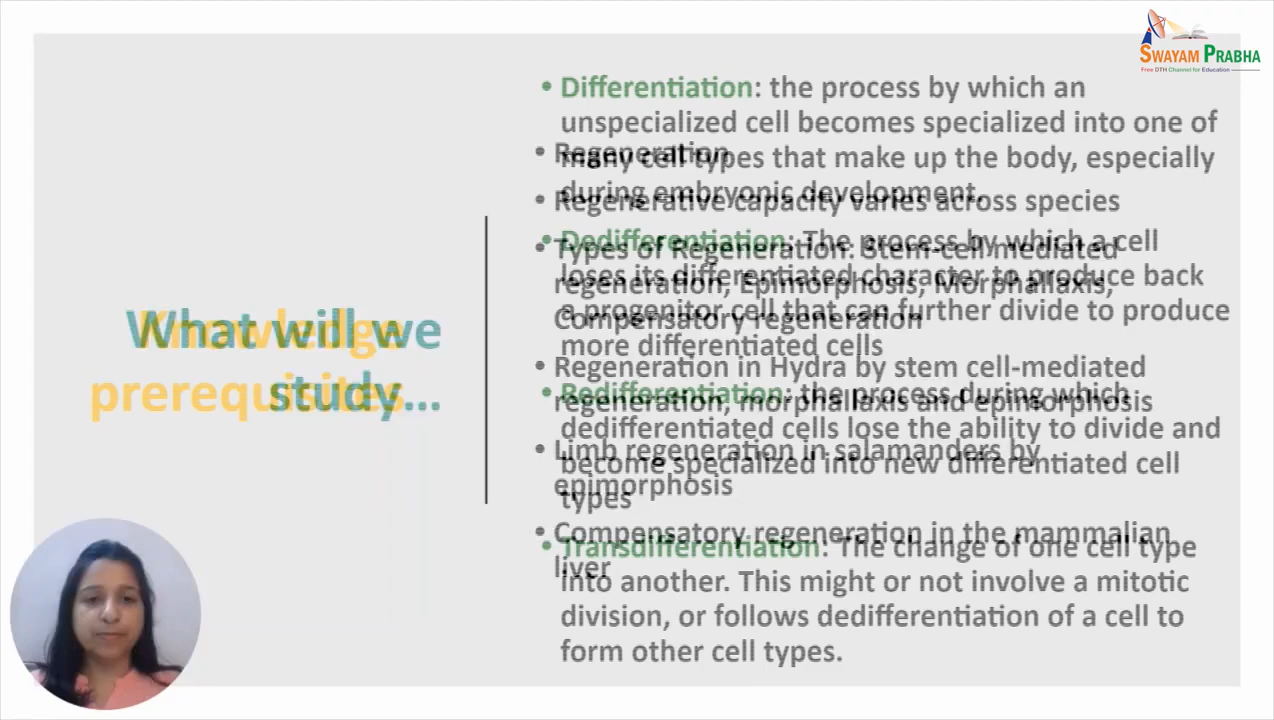 SWAYAM PRABHA
Free DTH Channel for Education
What will we
study...
• Regeneration
• Regenerative capacity varies across species
• Types of Regeneration: Stem-cell mediated
regeneration, Epimorphosis, Morphallaxis,
Compensatory regeneration
• Regeneration in Hydra by stem cell-mediated
regeneration, morphallaxis and epimorphosis
• Limb regeneration in salamanders by
epimorphosis
• Compensatory regeneration in the mammalian
liver
Knowledge
prerequisites
• Differentiation: the process by which an
unspecialized cell becomes specialized into one of
many cell types that make up the body, especially
during embryonic development.
• Dedifferentiation: The process by which a cell
loses its differentiated character to produce back
a progenitor cell that can further divide to produce
more differentiated cells
• Redifferentiation: the process during which
dedifferentiated cells lose the ability to divide and
become specialized into new differentiated cell
types
• Transdifferentiation: The change of one cell type
into another. This might or not involve a mitotic
division, or follows dedifferentiation of a cell to
form other cell types.